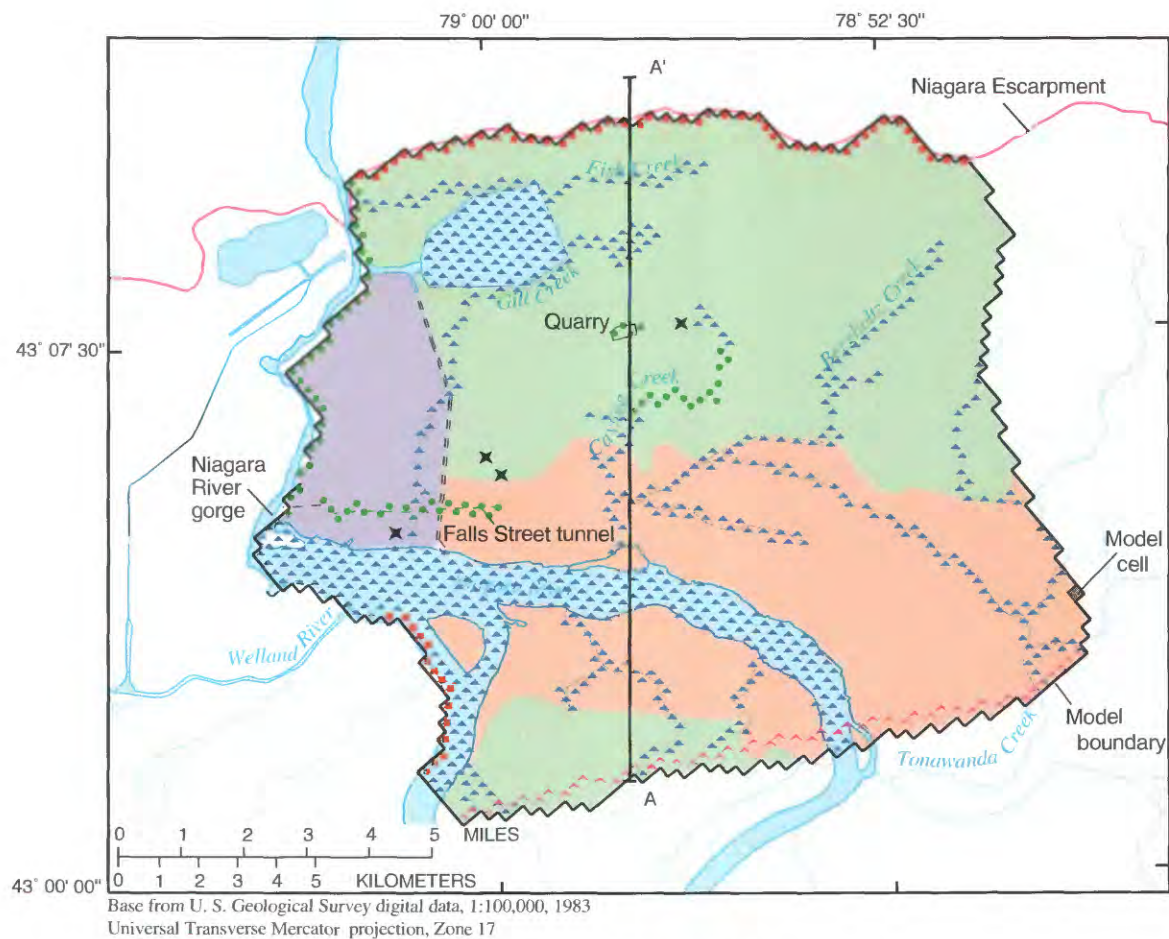 79° 00' 00"
78° 52' 30"
A'
Niagara Escarpment
Fish Creek
Gill Creek
Quarry
Bergholtz Creek
43° 07' 30"
Cayuga Creek
Niagara
River
gorge
Falls Street tunnel
Model
cell
Welland River
Model
boundary
Tonawanda Creek
A
0 1 2 3 4 5 MILES
0 1 2 3 4 5 KILOMETERS
43° 00' 00"
Base from U. S. Geological Survey digital data, 1:100,000, 1983
Universal Transverse Mercator projection, Zone 17